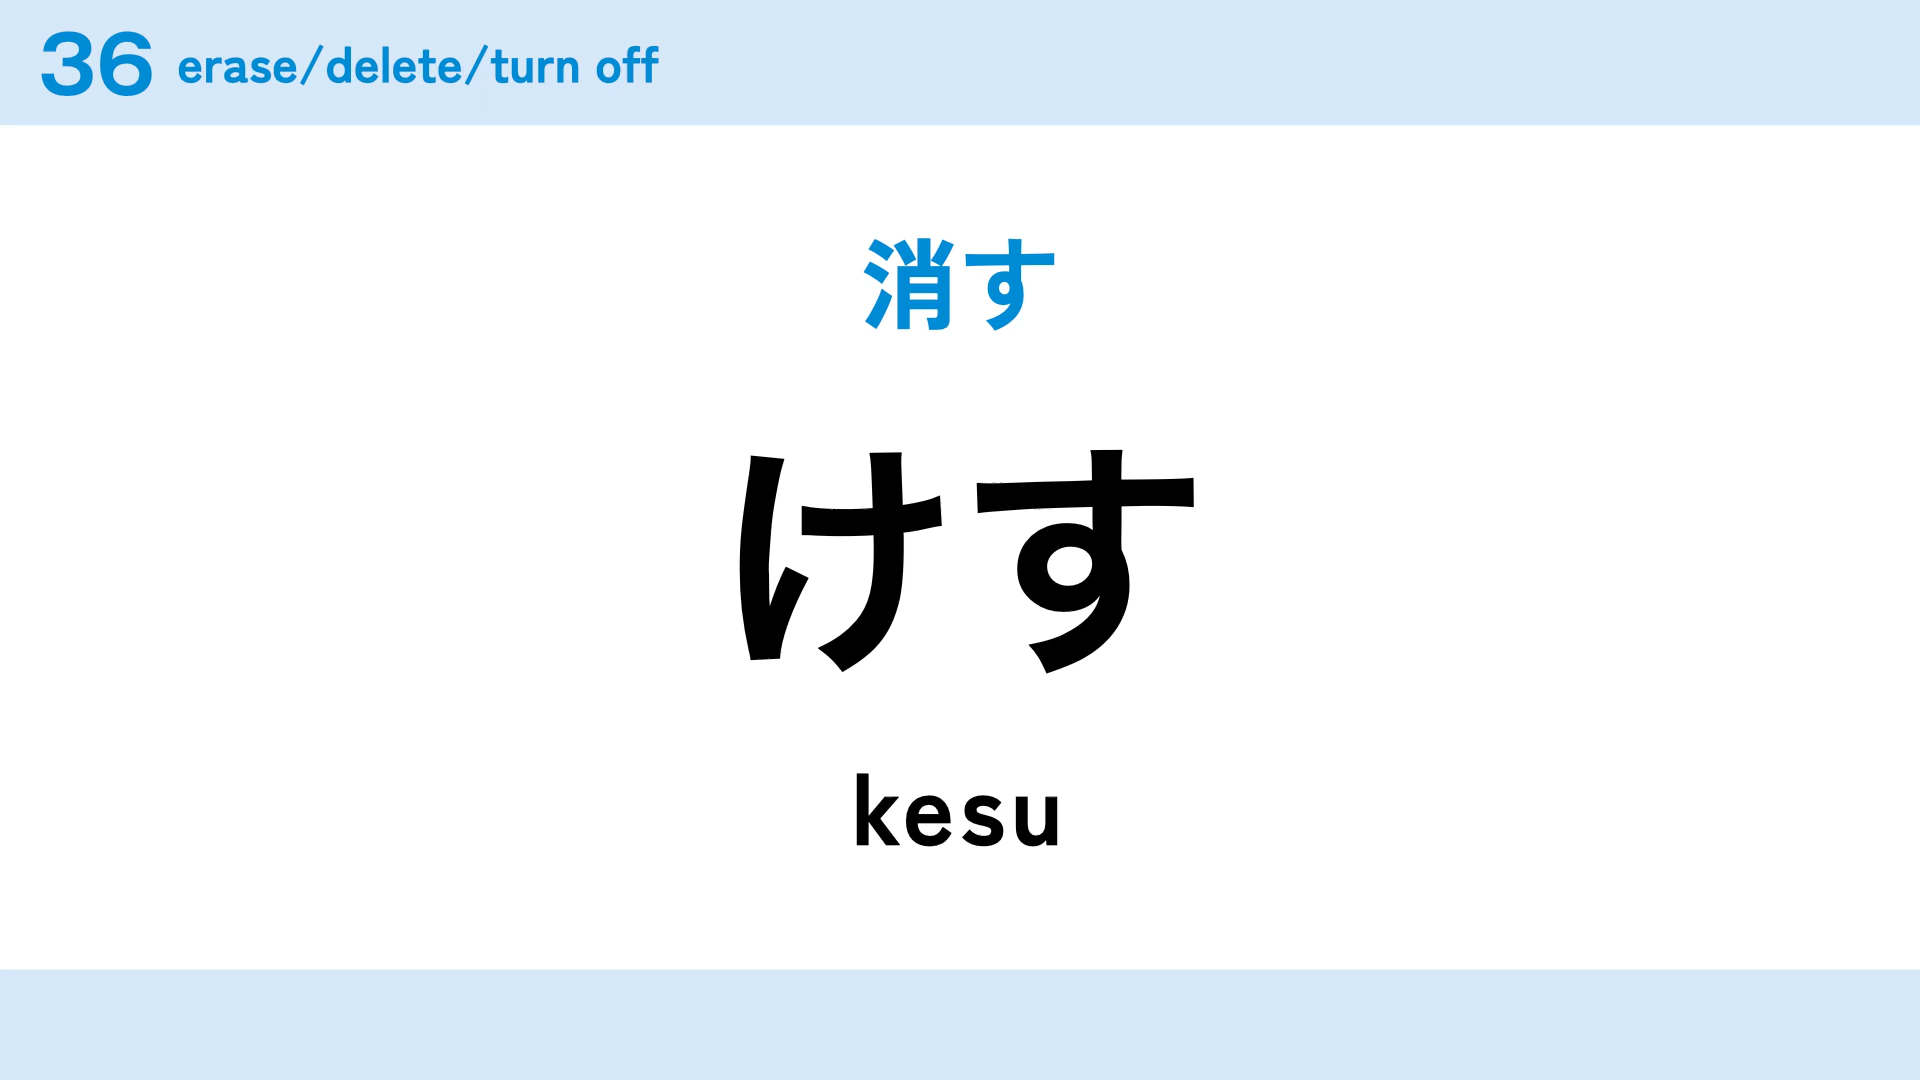 36 erase/delete/turn off
消す
けす
kesu